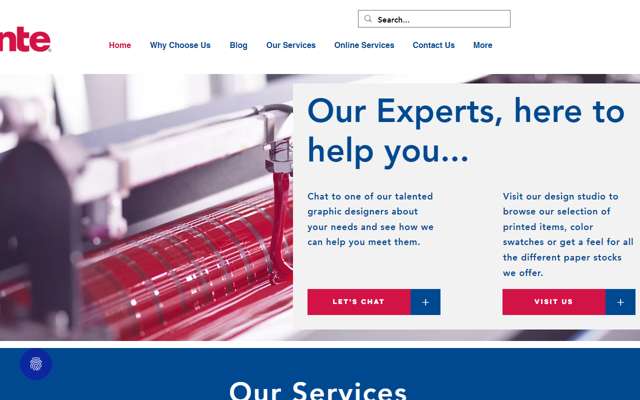 nte
Search...
Home Why Choose Us Blog Our Services Online Services Contact Us More
Our Experts, here to
help you...
Chat to one of our talented
graphic designers about
your needs and see how we
can help you meet them.
Visit our design studio to
browse our selection of
printed items, color
swatches or get a feel for all
the different paper stocks
we offer.
LET'S CHAT +
VISIT US +
Our Services